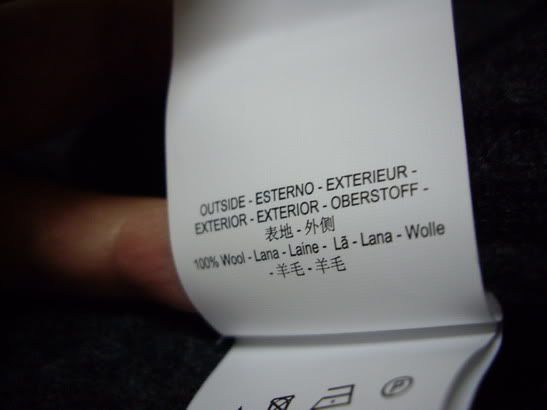 OUTSIDE - ESTERNO - EXTERIEUR -
EXTERIOR - EXTERIOR - OBERSTOFF -
表地 - 外側
100% Wool - Lana - Laine - Lã - Lana - Wolle
- 羊毛 - 羊毛
P